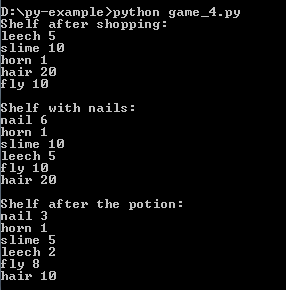 D:\py-example>python game_4.py
Shelf after shopping:
leech 5
slime 10
horn 1
hair 20
fly 10

Shelf with nails:
nail 6
horn 1
slime 10
leech 5
fly 10
hair 20

Shelf after the potion:
nail 3
horn 1
slime 5
leech 2
fly 8
hair 10